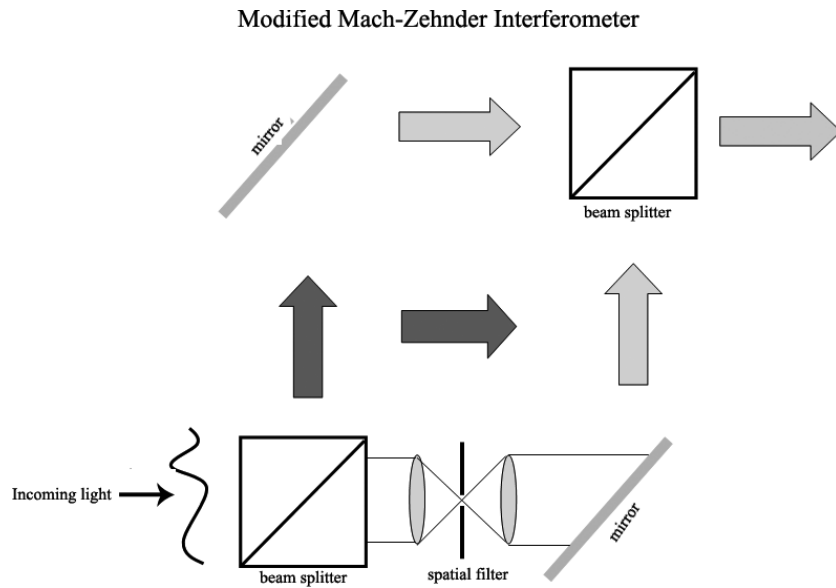 Modified Mach-Zehnder Interferometer
mirror
beam splitter
Incoming light
beam splitter
spatial filter
mirror